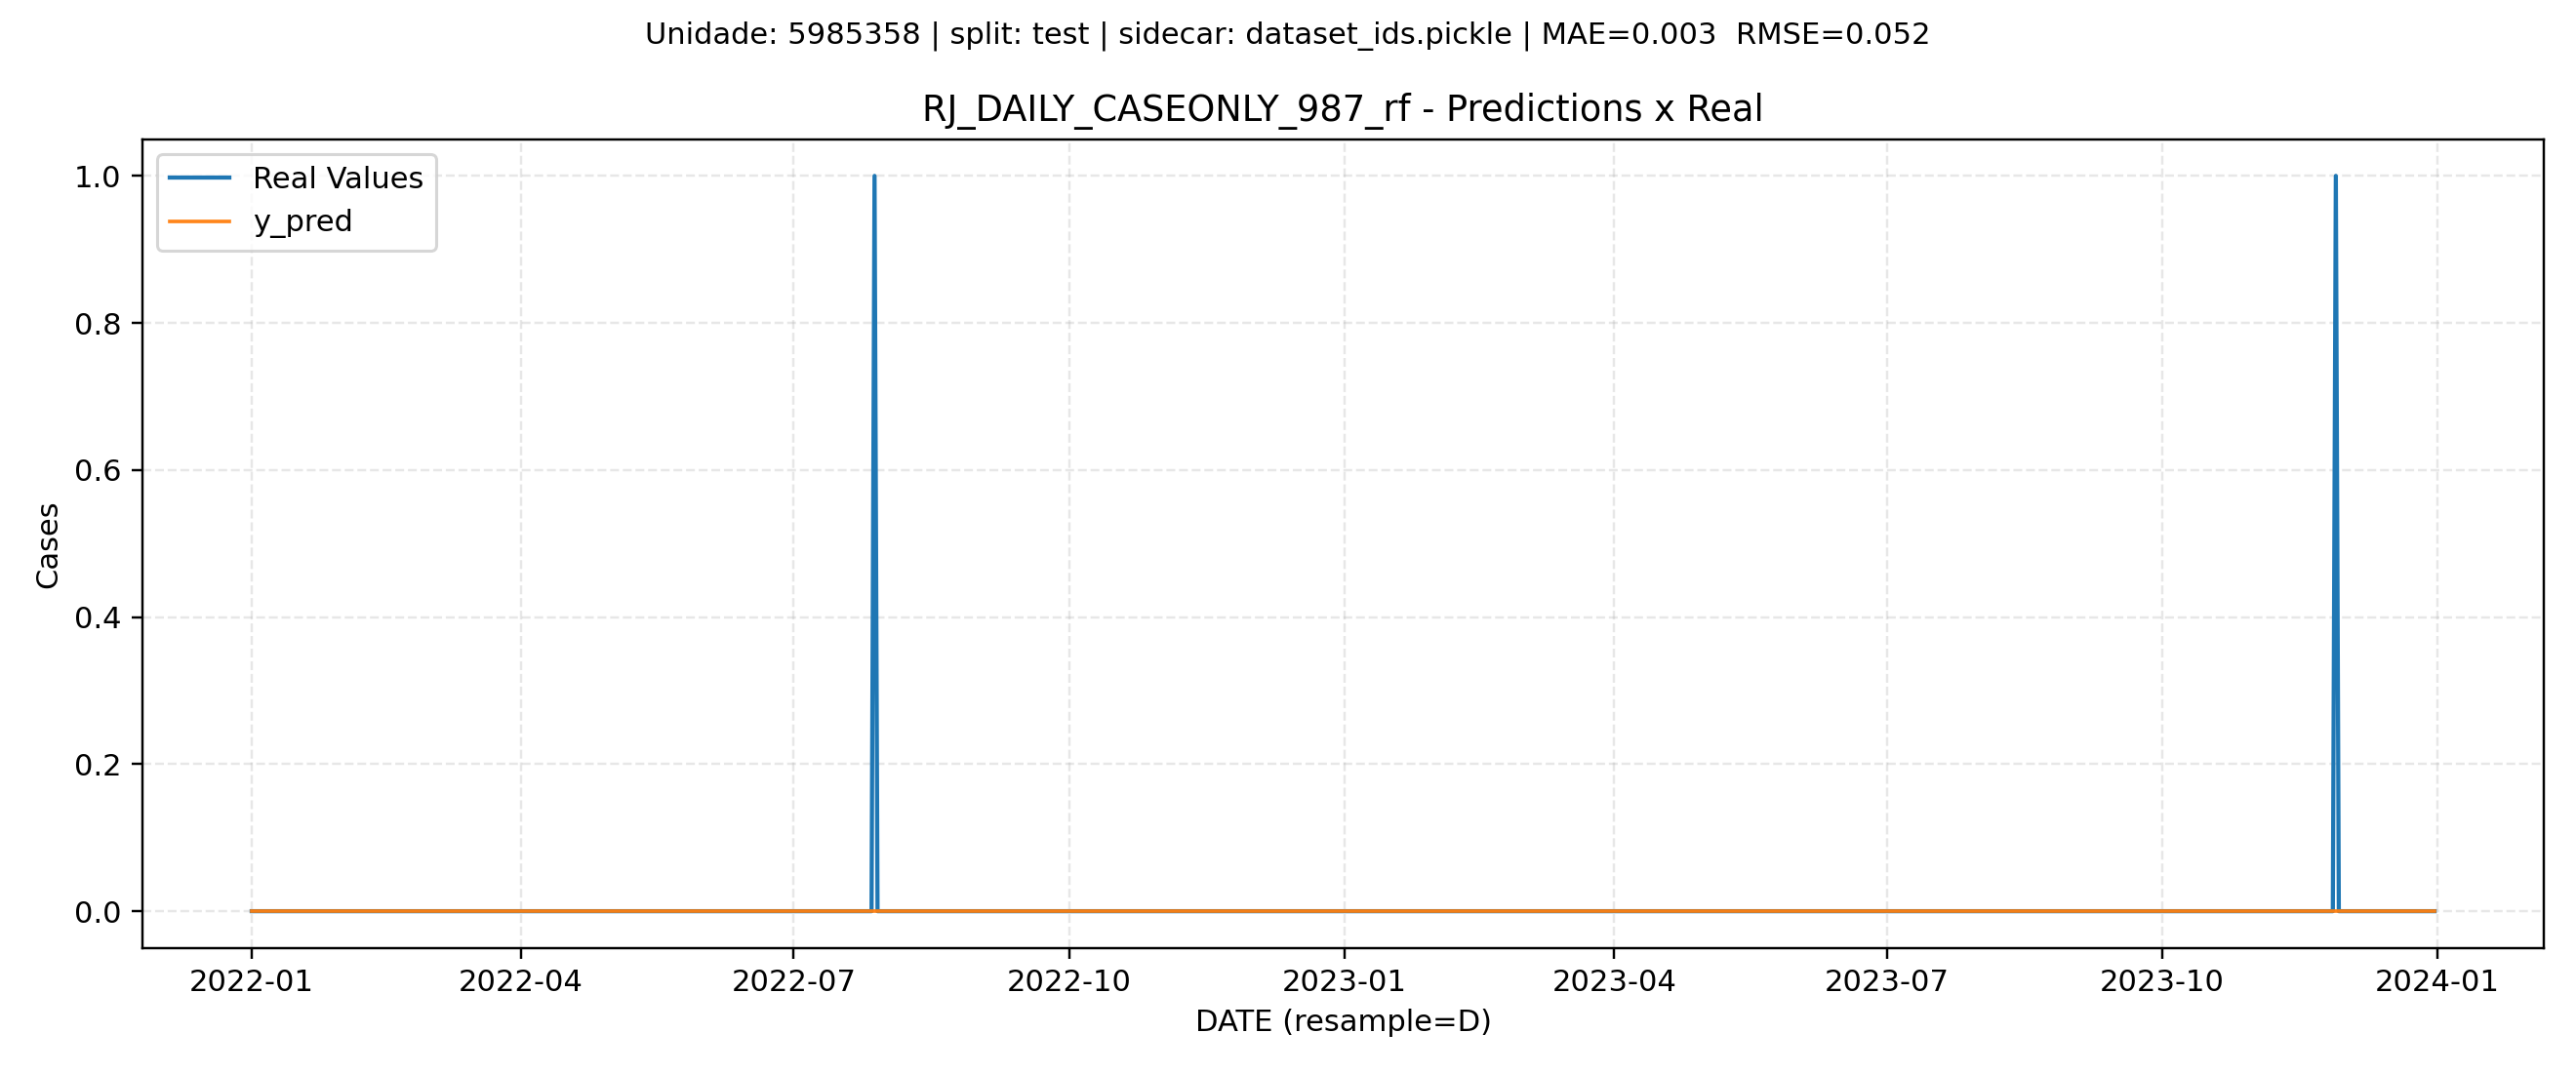 Unidade: 5985358 | split: test | sidecar: dataset_ids.pickle | MAE=0.003  RMSE=0.052
RJ_DAILY_CASEONLY_987_rf - Predictions x Real
Real Values
y_pred
1.0
0.8
0.6
0.4
0.2
0.0
Cases
2022-01 2022-04 2022-07 2022-10 2023-01 2023-04 2023-07 2023-10 2024-01
DATE (resample=D)